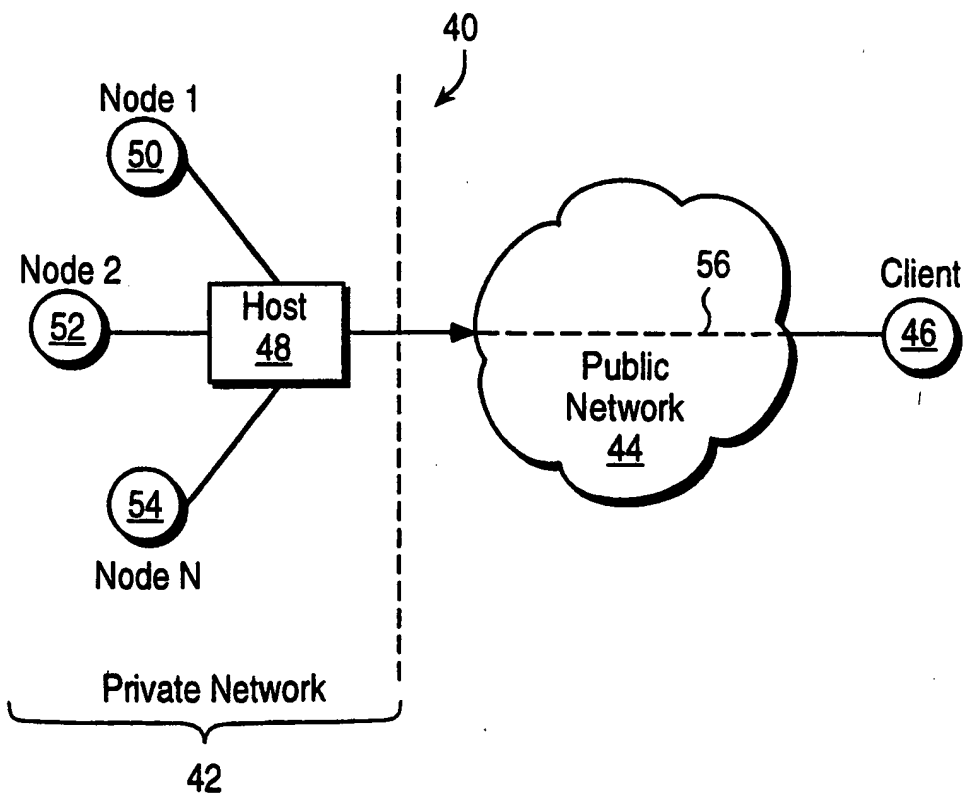 40
Node 1
50
Node 2
52
Host
48
56
Client
46
Public
Network
44
54
Node N
Private Network
42